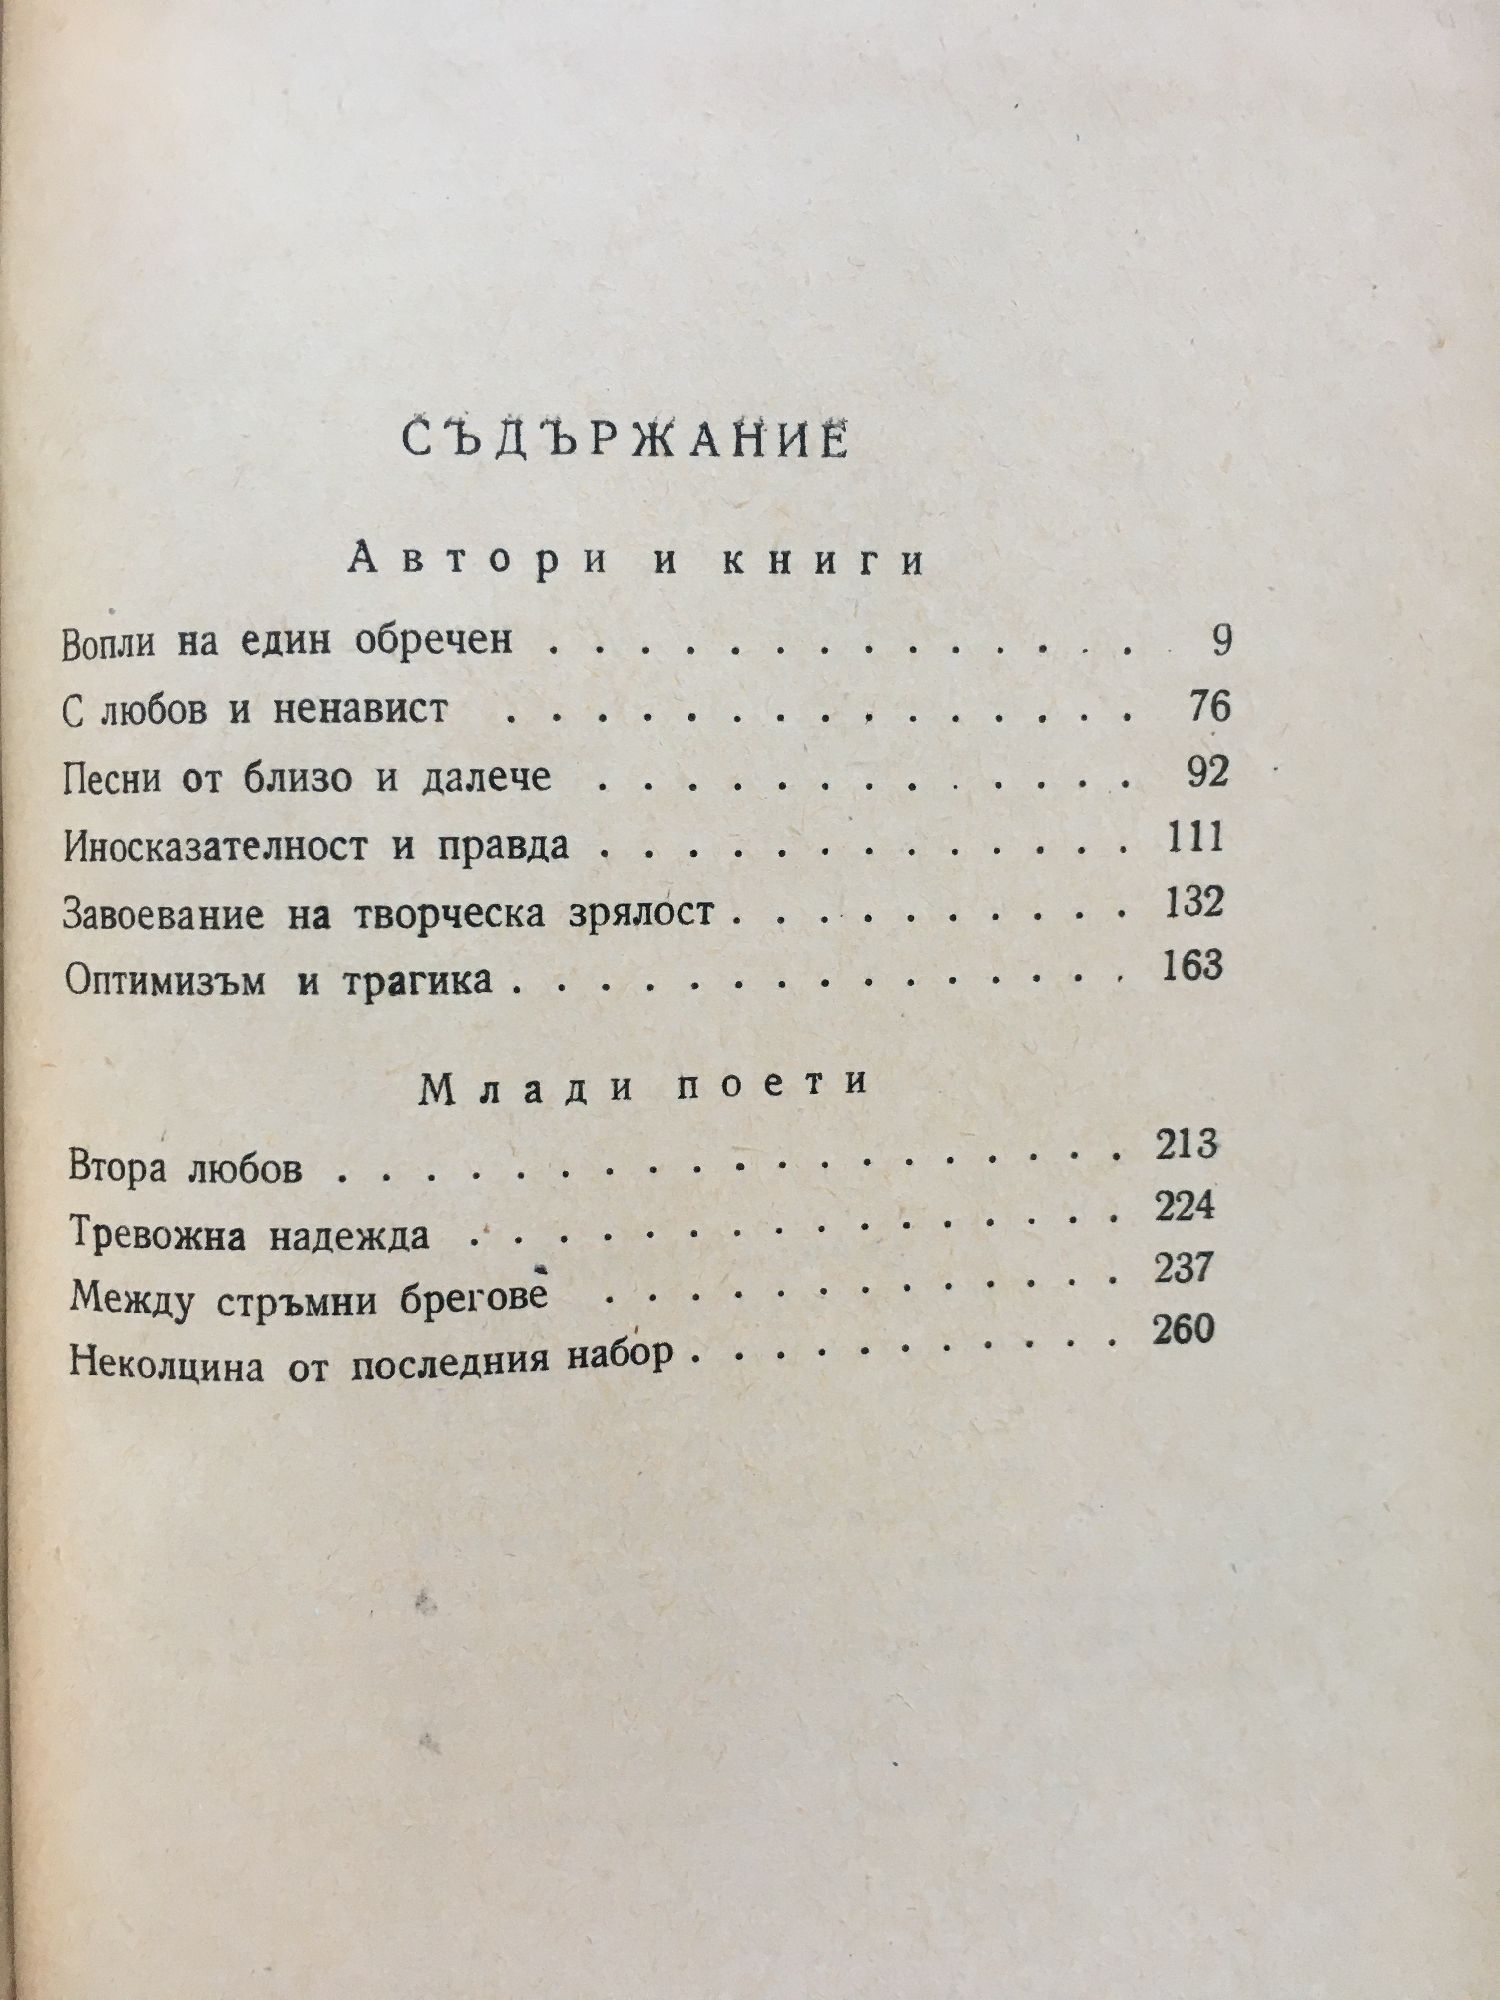 СЪДЪРЖАНИЕ
Автори и книги
Вопли на един обречен . . . . . . . . . . . . . . . 9
С любов и ненавист . . . . . . . . . . . . . . . 76
Песни от близо и далече . . . . . . . . . . . . . 92
Иносказателност и правда . . . . . . . . . . . . . 111
Завоевание на творческа зрялост . . . . . . . . . . 132
Оптимизъм и трагика . . . . . . . . . . . . . . . 163
Млади поети
Втора любов . . . . . . . . . . . . . . . . . . . 213
Тревожна надежда . . . . . . . . . . . . . . . . 224
Между стръмни брегове . . . . . . . . . . . . . 237
Неколцина от последния набор . . . . . . . . . . . 260